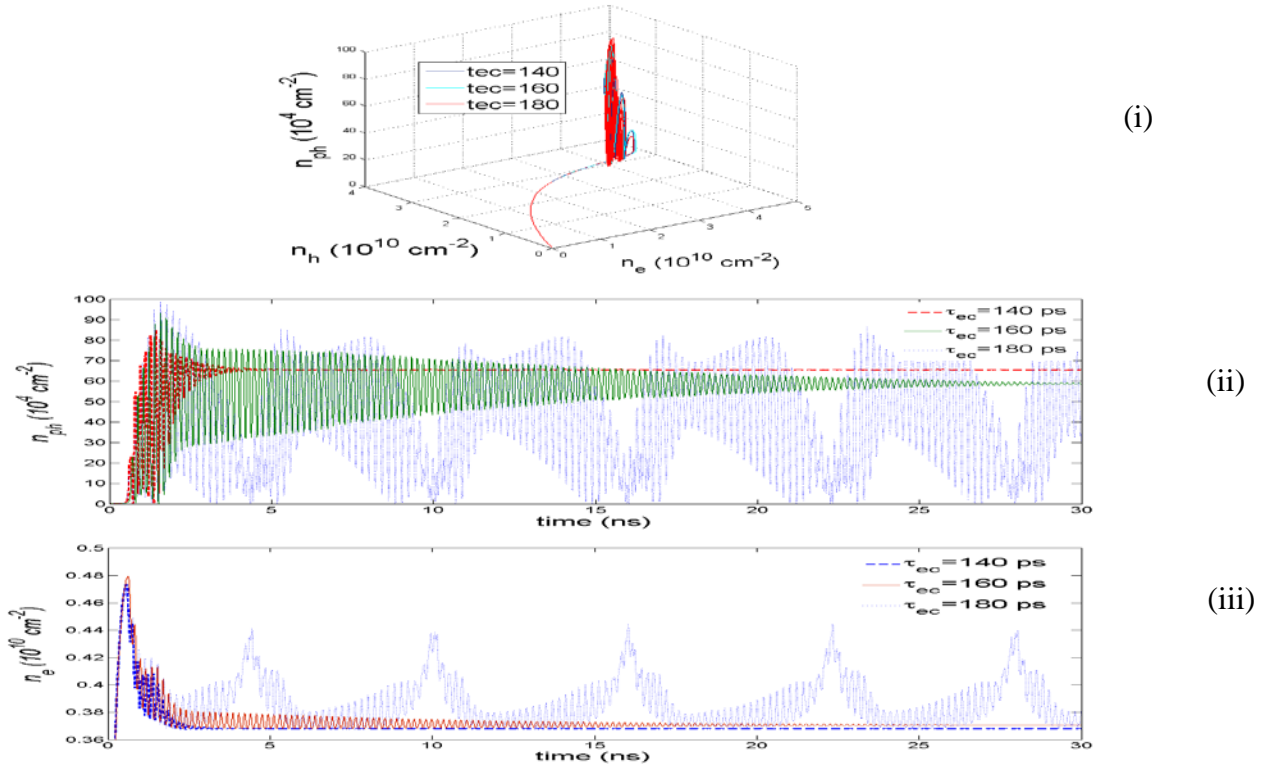 100
80
60
40
20
0
n_ph (10^4 cm^-2)
tec=140
tec=160
tec=180
(i)
4
3
2
1
0
n_h (10^10 cm^-2)
0
1
2
3
4
5
n_e (10^10 cm^-2)
100
90
80
70
60
50
40
30
20
10
0
n_ph (10^4 cm^-2)
τ_ec=140 ps
τ_ec=160 ps
τ_ec=180 ps
(ii)
0 5 10 15 20 25 30
time (ns)
0.5
0.48
0.46
0.44
0.42
0.4
0.38
0.36
n_e (10^10 cm^-2)
τ_ec=140 ps
τ_ec=160 ps
τ_ec=180 ps
(iii)
0 5 10 15 20 25 30
time (ns)